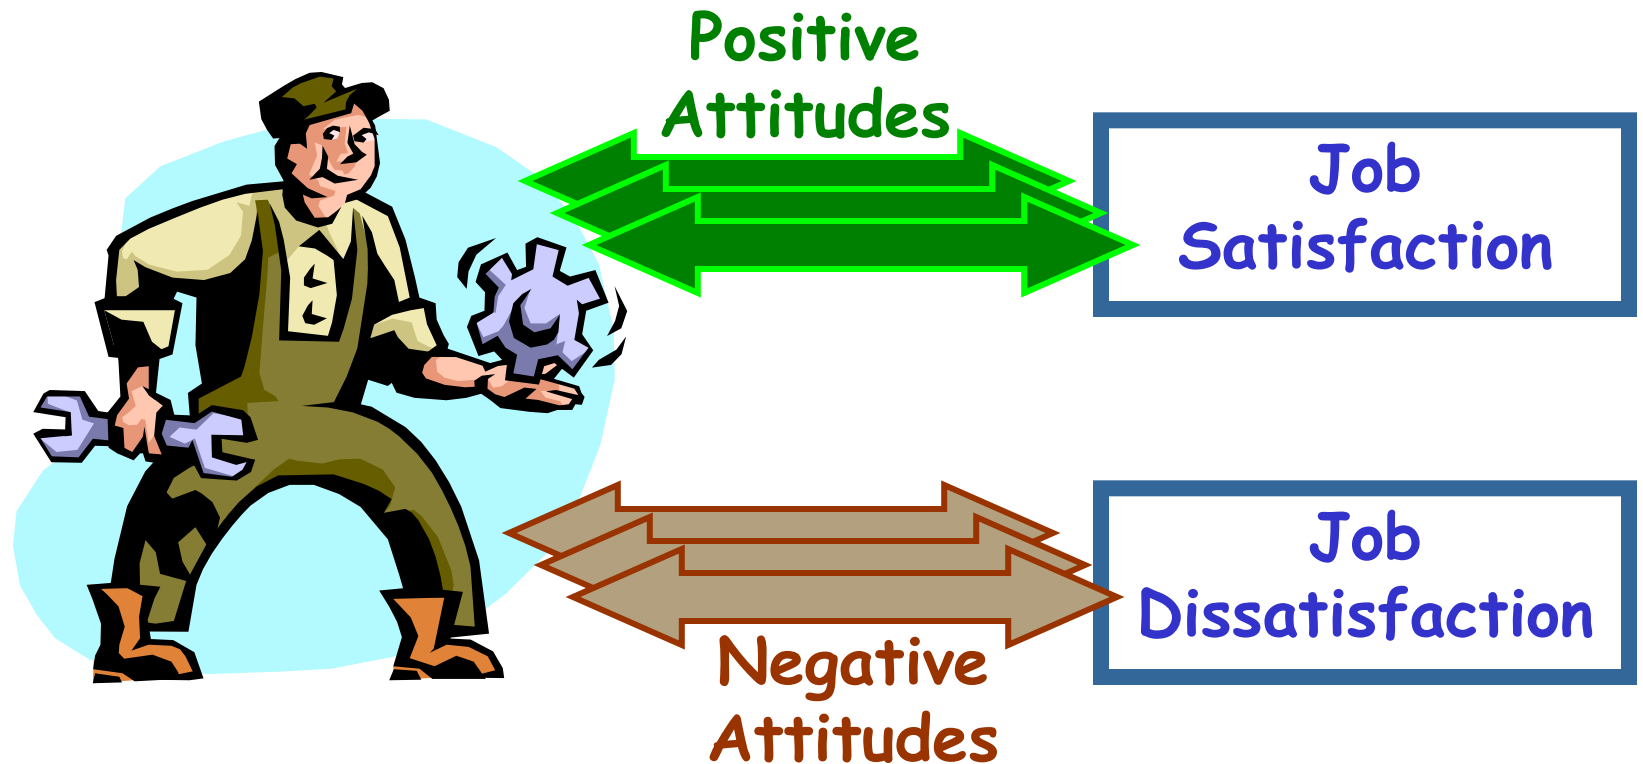 Positive
Attitudes
Job
Satisfaction
Job
Dissatisfaction
Negative
Attitudes